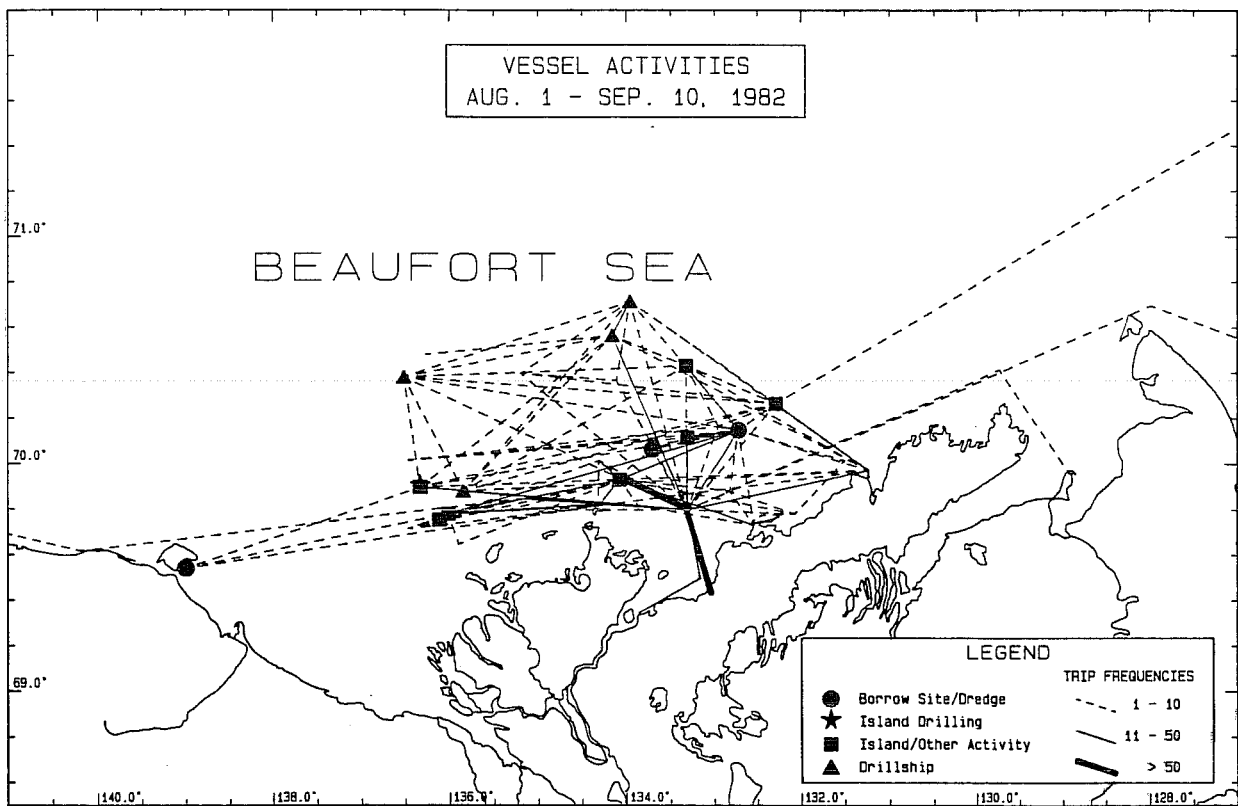 VESSEL ACTIVITIES
AUG. 1 - SEP. 10, 1982
71.0°
BEAUFORT SEA
70.0°
69.0°
LEGEND
TRIP FREQUENCIES
Borrow Site/Dredge
1 - 10
Island Drilling
11 - 50
Island/Other Activity
> 50
Drillship
140.0° 138.0° 136.0° 134.0° 132.0° 130.0° 128.0°